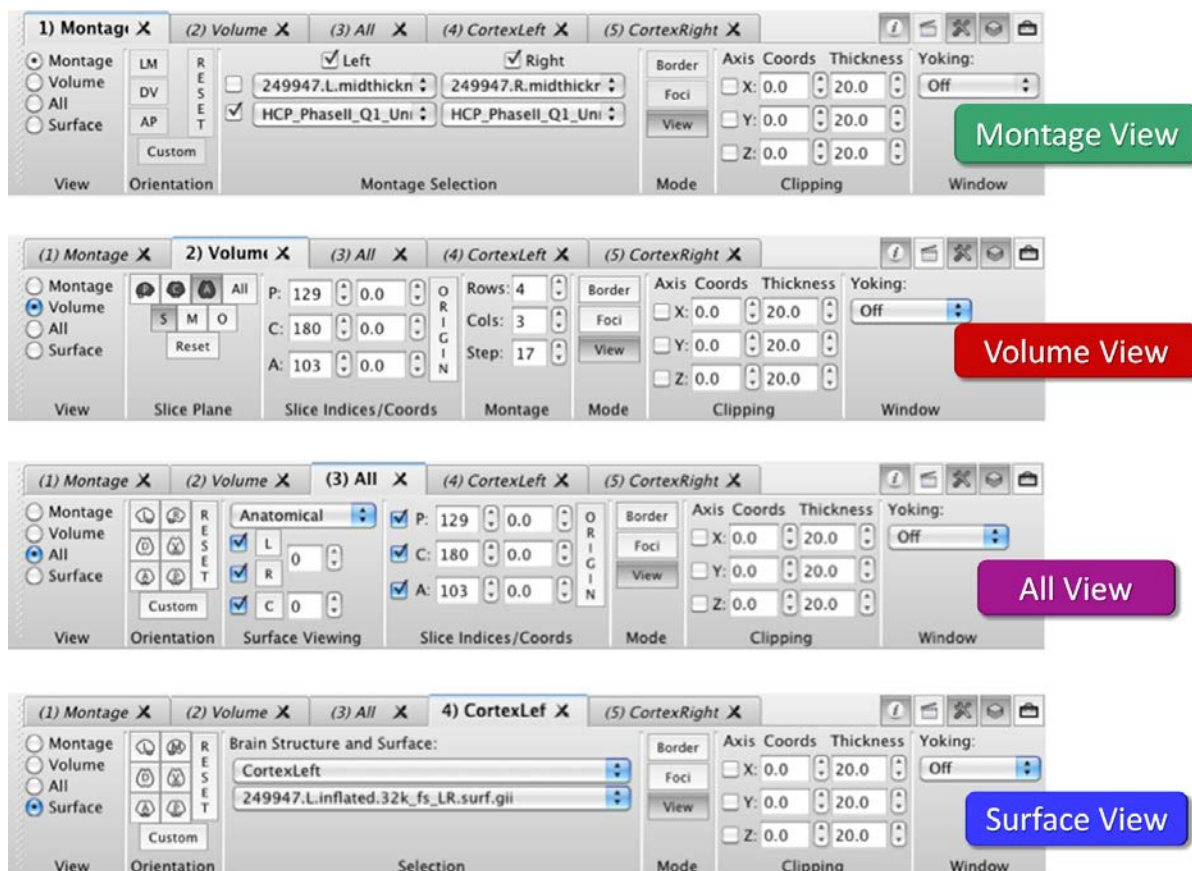 1) Montage X (2) Volume X (3) All X (4) CortexLeft X (5) CortexRight X i
Montage LM R E S E T Left Right Border Axis Coords Thickness Yoking:
Volume DV 249947.L.midthickn 249947.R.midthickr Foci X: 0.0 20.0 Off
All AP HCP_PhaseII_Q1_Uni HCP_PhaseII_Q1_Uni View Y: 0.0 20.0
Surface Custom Z: 0.0 20.0
Montage View
View Orientation Montage Selection Mode Clipping Window
(1) Montage X 2) Volume X (3) All X (4) CortexLeft X (5) CortexRight X i
Montage P C A All P: 129 0.0 O R I G I N Rows: 4 Border Axis Coords Thickness Yoking:
Volume S M O C: 180 0.0 Cols: 3 Foci X: 0.0 20.0 Off
All Reset A: 103 0.0 Step: 17 View Y: 0.0 20.0
Surface Z: 0.0 20.0
Volume View
View Slice Plane Slice Indices/Coords Montage Mode Clipping Window
(1) Montage X (2) Volume X (3) All X (4) CortexLeft X (5) CortexRight X i
Montage L R R E S E T Anatomical P: 129 0.0 O R I G I N Border Axis Coords Thickness Yoking:
Volume D V L 0 C: 180 0.0 Foci X: 0.0 20.0 Off
All A P R A: 103 0.0 View Y: 0.0 20.0
Surface Custom C 0 Z: 0.0 20.0
All View
View Orientation Surface Viewing Slice Indices/Coords Mode Clipping Window
(1) Montage X (2) Volume X (3) All X 4) CortexLef X (5) CortexRight X i
Montage L M R E S E T Brain Structure and Surface: Border Axis Coords Thickness Yoking:
Volume D V CortexLeft Foci X: 0.0 20.0 Off
All A P 249947.L.inflated.32k_fs_LR.surf.gii View Y: 0.0 20.0
Surface Custom Z: 0.0 20.0
Surface View
View Orientation Selection Mode Clipping Window